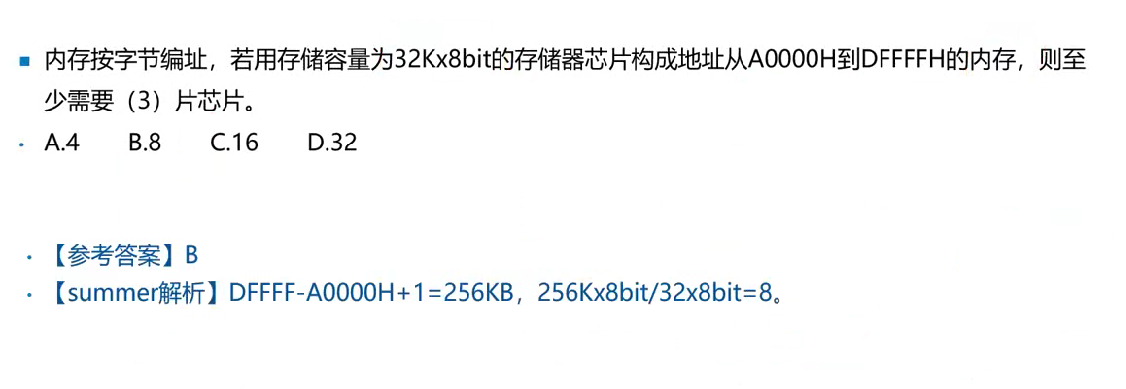 ▪ 内存按字节编址，若用存储容量为32Kx8bit的存储器芯片构成地址从A0000H到DFFFFH的内存，则至
少需要（3）片芯片。
• A.4 B.8 C.16 D.32
• 【参考答案】B
• 【summer解析】DFFFF-A0000H+1=256KB，256Kx8bit/32x8bit=8。